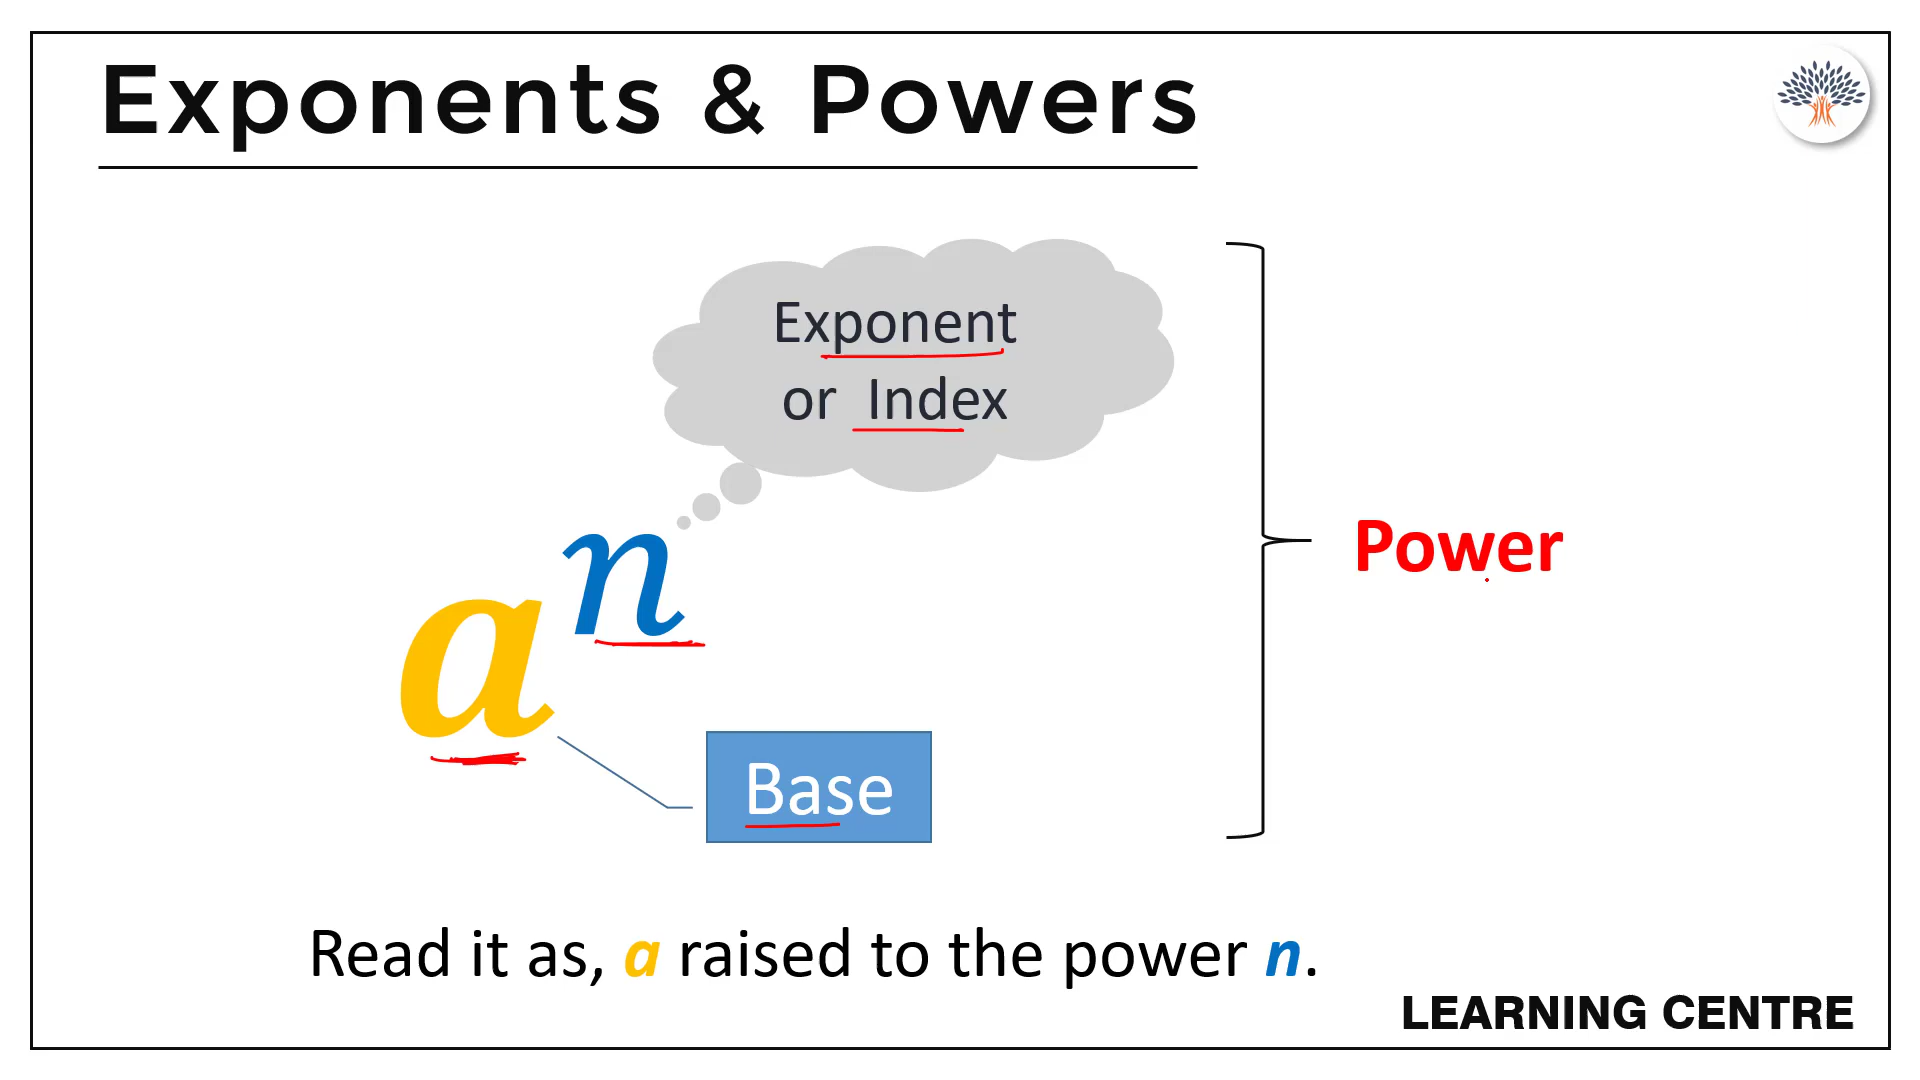 Exponents & Powers
Exponent
or Index
a^n
Power
Base
Read it as, a raised to the power n.
LEARNING CENTRE